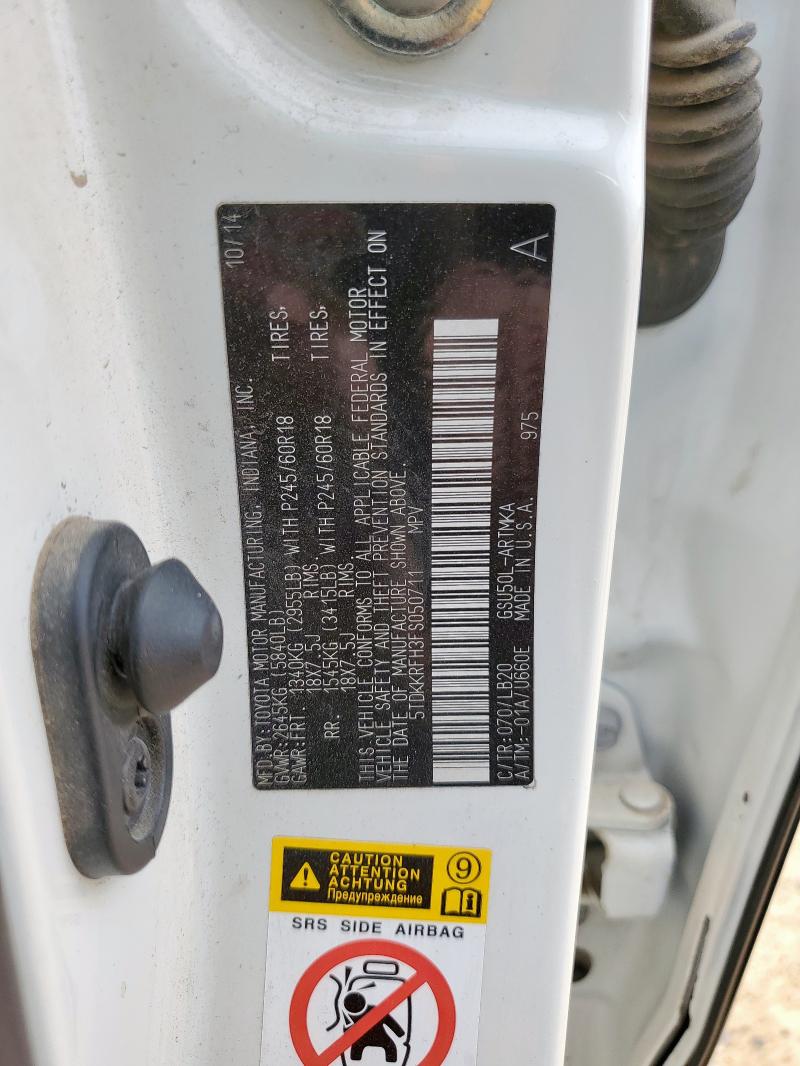 MFD.BY:TOYOTA MOTOR MANUFACTURING, INDIANA, INC. 10/14
GVWR:2645KG (5840LB)
GAWR:FRT. 1340KG (2955LB) WITH P245/60R18 TIRES,
18X7.5J RIMS
RR. 1545KG (3415LB) WITH P245/60R18 TIRES,
18X7.5J RIMS
THIS VEHICLE CONFORMS TO ALL APPLICABLE FEDERAL MOTOR
VEHICLE SAFETY AND THEFT PREVENTION STANDARDS IN EFFECT ON
THE DATE OF MANUFACTURE SHOWN ABOVE.
5TDKKRFH3FS050711 MPV
C/TR:070/LB20 GSU50L-ARTMKA 975 A
A/TM:-01A/U660E MADE IN U.S.A.
CAUTION
ATTENTION
ACHTUNG
Предупреждение
9
SRS SIDE AIRBAG